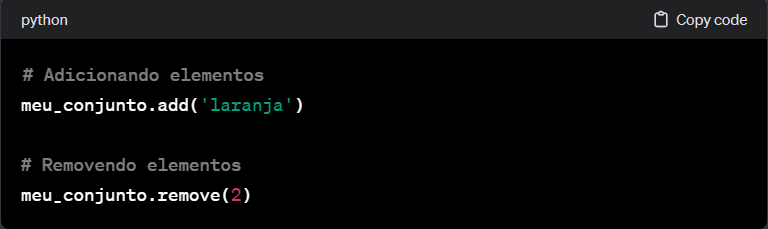 python
Copy code
# Adicionando elementos
meu_conjunto.add('laranja')
# Removendo elementos
meu_conjunto.remove(2)